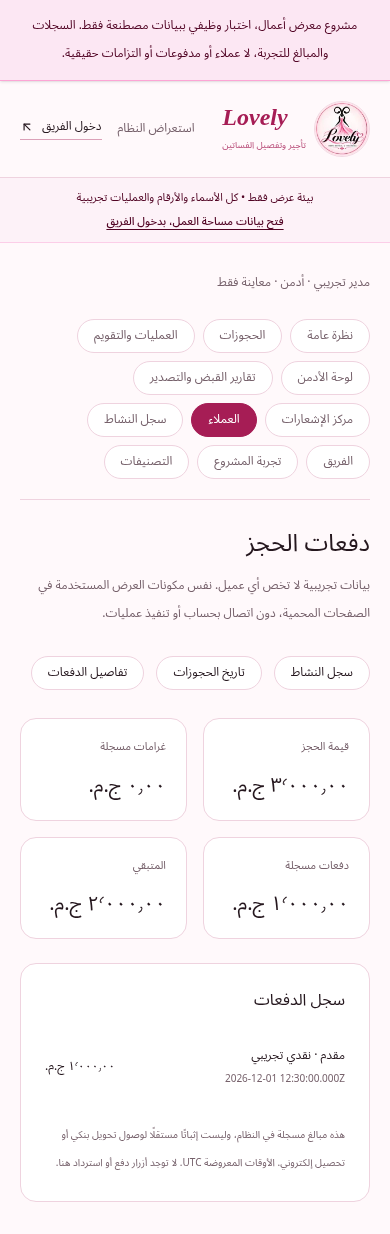 مشروع معرض أعمال، اختبار وظيفي ببيانات مصطنعة فقط. السجلات
والمبالغ للتجربة، لا عملاء أو مدفوعات أو التزامات حقيقية.
Lovely
Lovely
تأجير وتفصيل الفساتين
استعراض النظام
دخول الفريق
بيئة عرض فقط • كل الأسماء والأرقام والعمليات تجريبية
فتح بيانات مساحة العمل، بدخول الفريق
مدير تجريبي · أدمن · معاينة فقط
نظرة عامة
الحجوزات
العمليات والتقويم
لوحة الأدمن
تقارير القبض والتصدير
مركز الإشعارات
العملاء
سجل النشاط
الفريق
تجربة المشروع
التصنيفات
دفعات الحجز
بيانات تجريبية لا تخص أي عميل. نفس مكونات العرض المستخدمة في
الصفحات المحمية، دون اتصال بحساب أو تنفيذ عمليات.
سجل النشاط
تاريخ الحجوزات
تفاصيل الدفعات
قيمة الحجز
٣٬٠٠٠٫٠٠ ج.م.
غرامات مسجلة
٠٫٠٠ ج.م.
دفعات مسجلة
١٬٠٠٠٫٠٠ ج.م.
المتبقي
٢٬٠٠٠٫٠٠ ج.م.
سجل الدفعات
مقدم · نقدي تجريبي
2026-12-01 12:30:00.000Z
١٬٠٠٠٫٠٠ ج.م.
هذه مبالغ مسجلة في النظام، وليست إثباتًا مستقلًا لوصول تحويل بنكي أو
تحصيل إلكتروني. الأوقات المعروضة UTC. لا توجد أزرار دفع أو استرداد هنا.